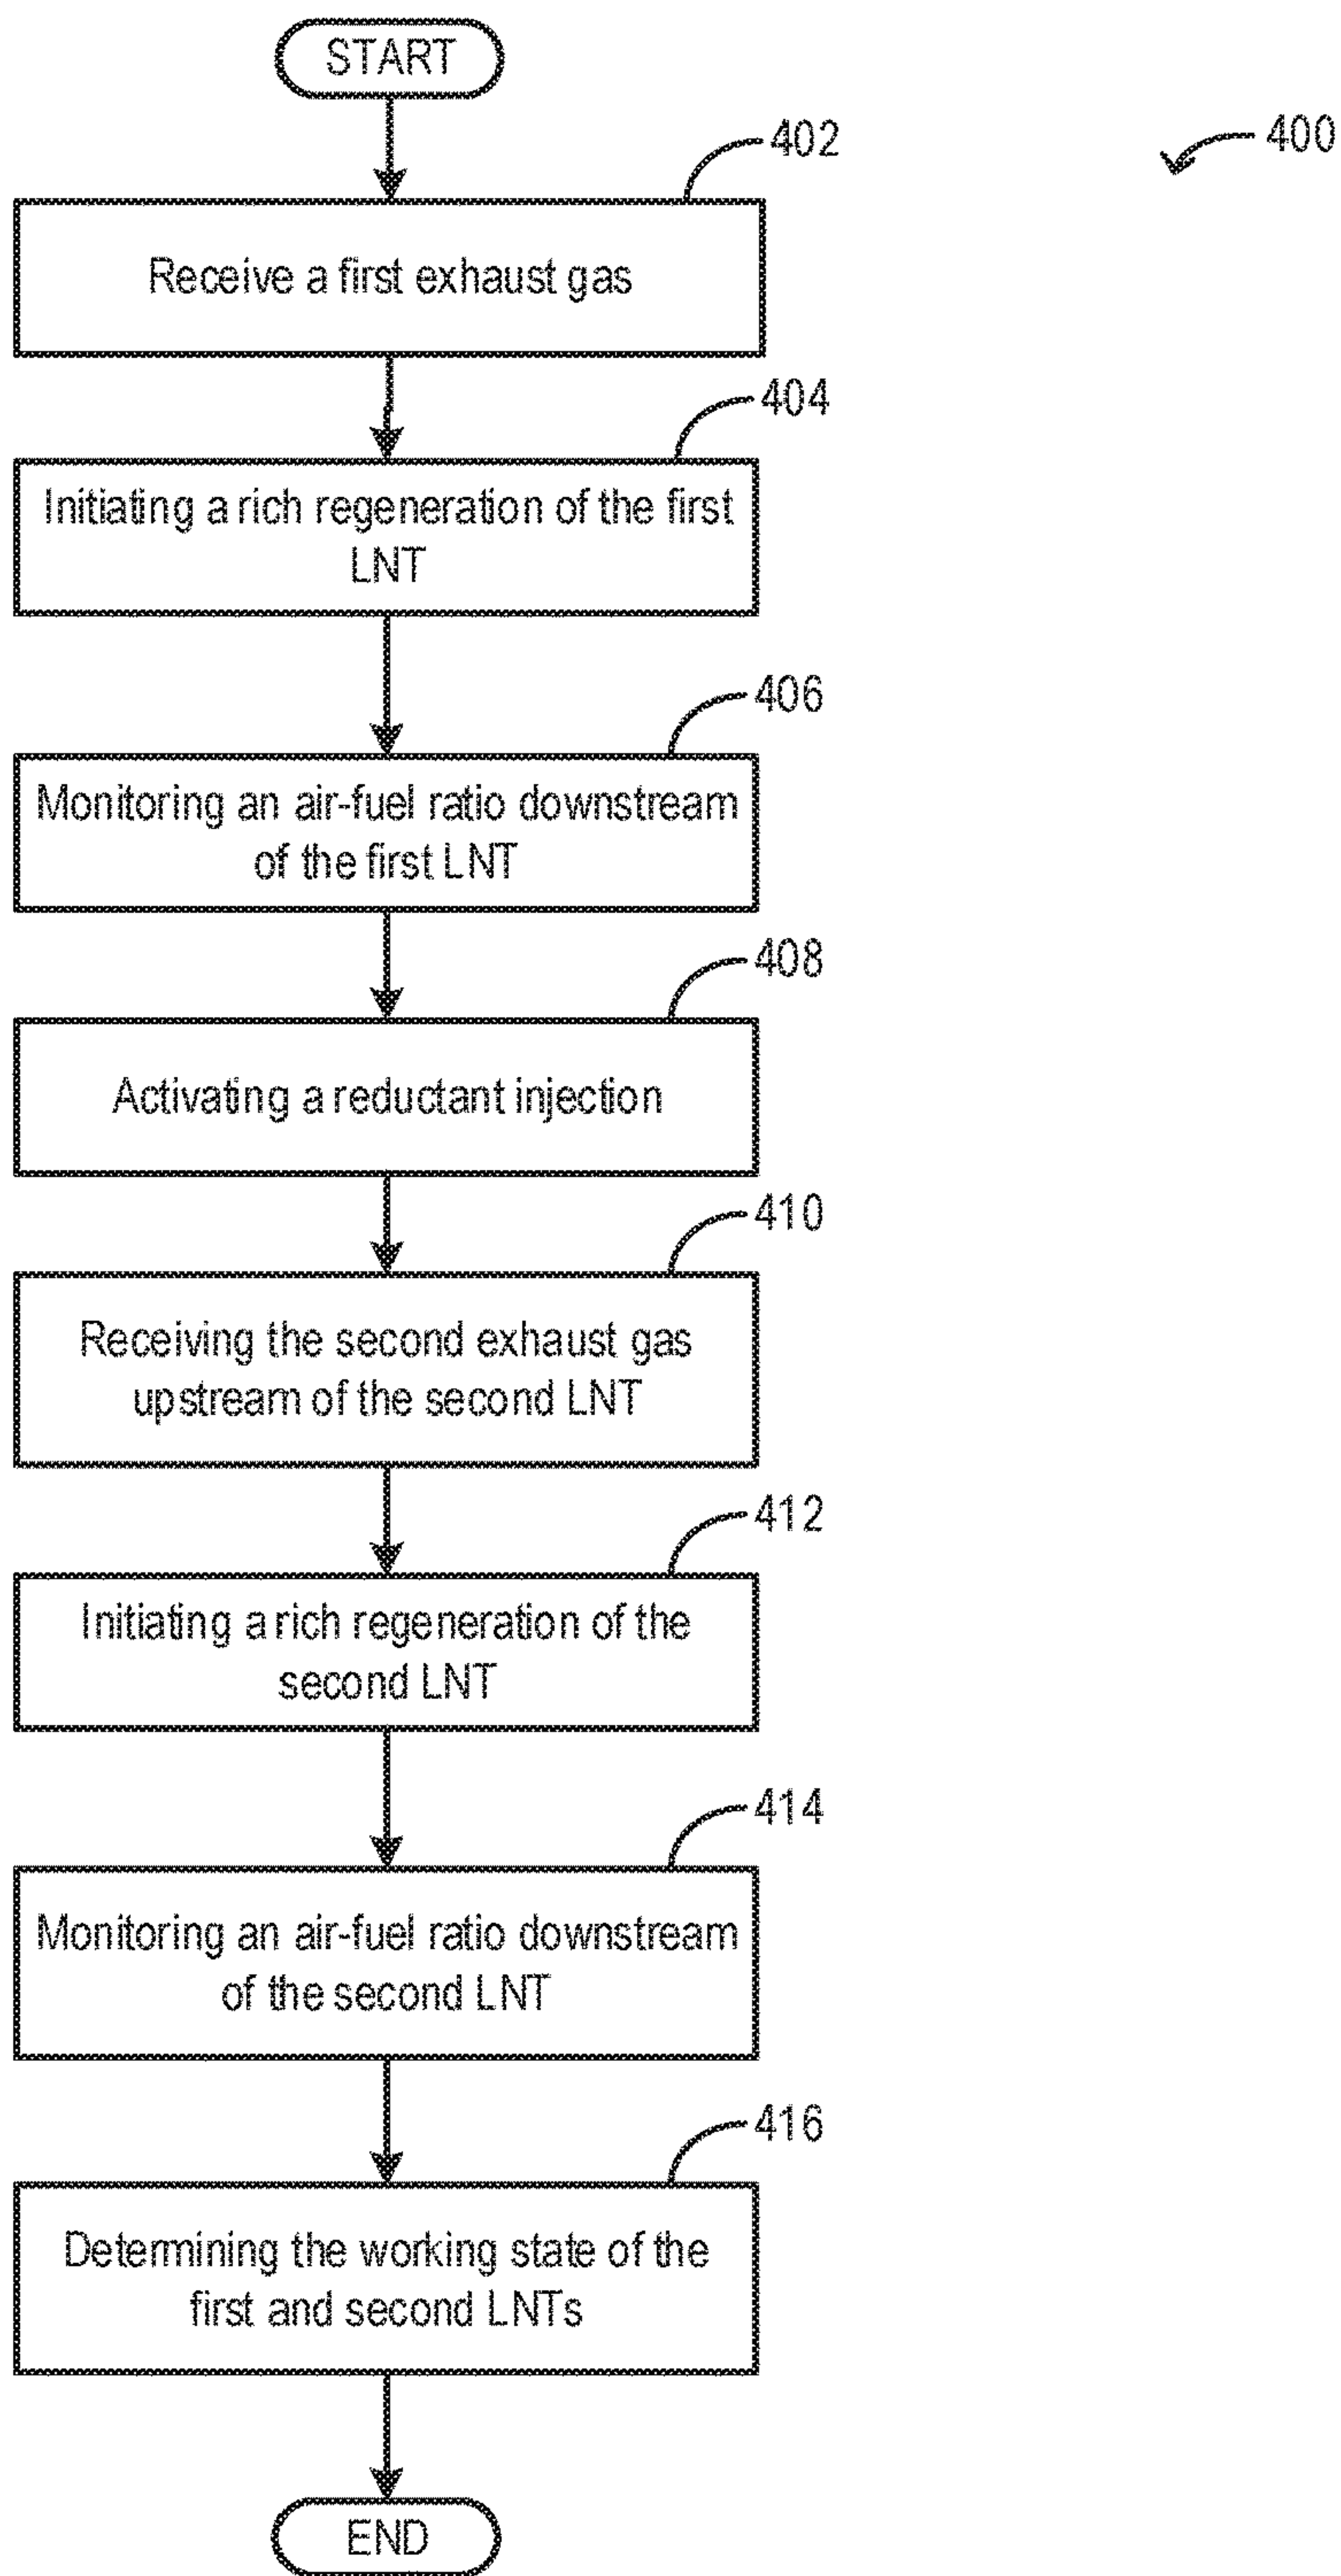 START
402
400
Receive a first exhaust gas
404
Initiating a rich regeneration of the first
LNT
406
Monitoring an air-fuel ratio downstream
of the first LNT
408
Activating a reductant injection
410
Receiving the second exhaust gas
upstream of the second LNT
412
Initiating a rich regeneration of the
second LNT
414
Monitoring an air-fuel ratio downstream
of the second LNT
416
Determining the working state of the
first and second LNTs
END